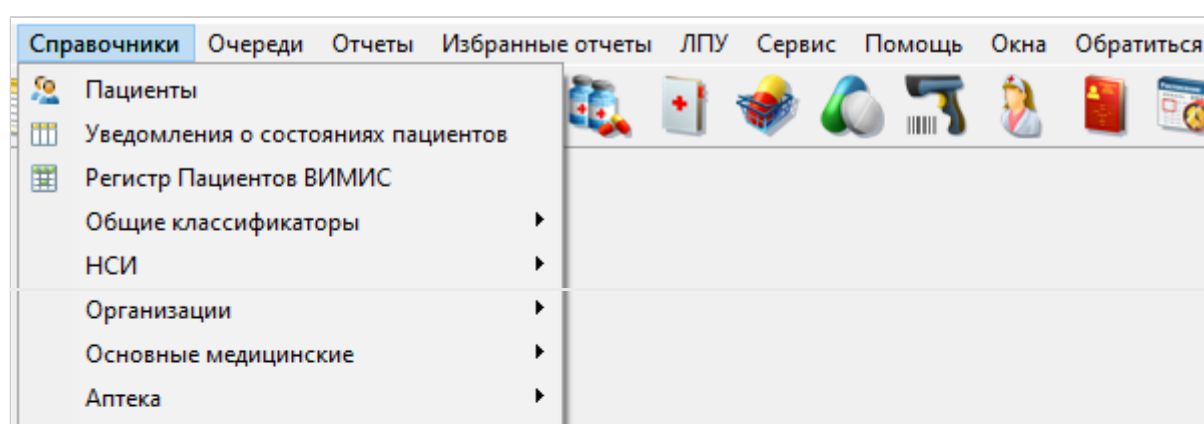 Справочники Очереди Отчеты Избранные отчеты ЛПУ Сервис Помощь Окна Обратиться
Пациенты
Уведомления о состояниях пациентов
Регистр Пациентов ВИМИС
Общие классификаторы
НСИ
Организации
Основные медицинские
Аптека